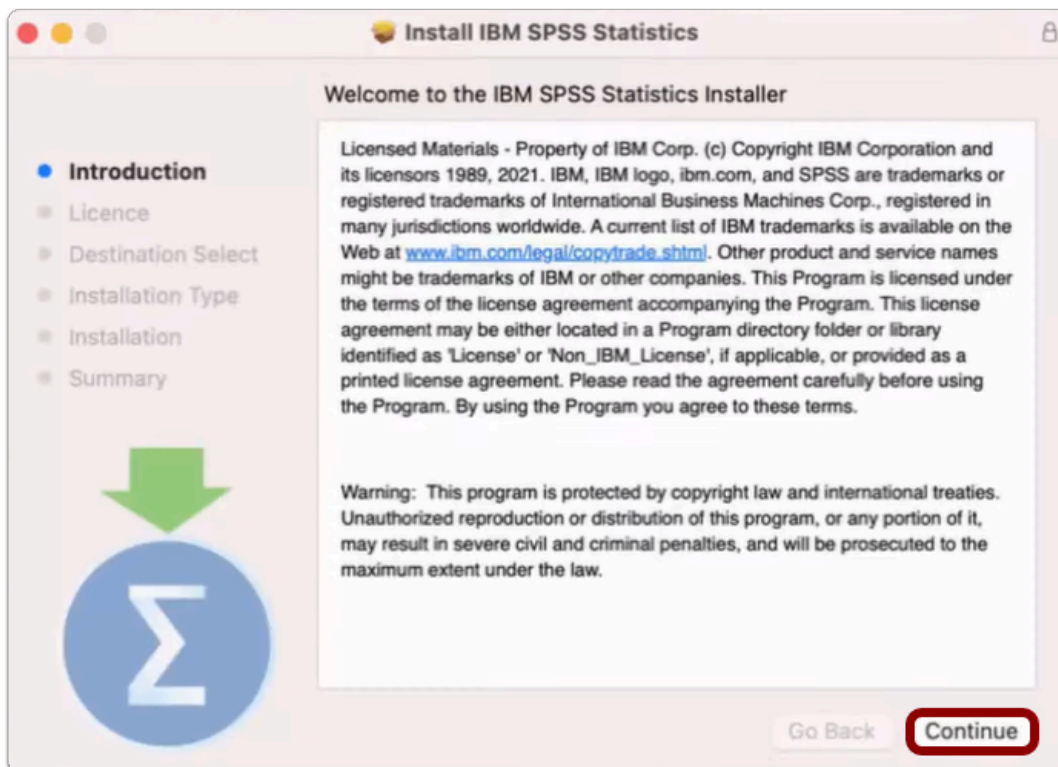 Install IBM SPSS Statistics
Welcome to the IBM SPSS Statistics Installer
Introduction
Licence
Destination Select
Installation Type
Installation
Summary
Licensed Materials - Property of IBM Corp. (c) Copyright IBM Corporation and
its licensors 1989, 2021. IBM, IBM logo, ibm.com, and SPSS are trademarks or
registered trademarks of International Business Machines Corp., registered in
many jurisdictions worldwide. A current list of IBM trademarks is available on the
Web at www.ibm.com/legal/copytrade.shtml. Other product and service names
might be trademarks of IBM or other companies. This Program is licensed under
the terms of the license agreement accompanying the Program. This license
agreement may be either located in a Program directory folder or library
identified as 'License' or 'Non_IBM_License', if applicable, or provided as a
printed license agreement. Please read the agreement carefully before using
the Program. By using the Program you agree to these terms.
Warning: This program is protected by copyright law and international treaties.
Unauthorized reproduction or distribution of this program, or any portion of it,
may result in severe civil and criminal penalties, and will be prosecuted to the
maximum extent under the law.
Σ
Go Back
Continue